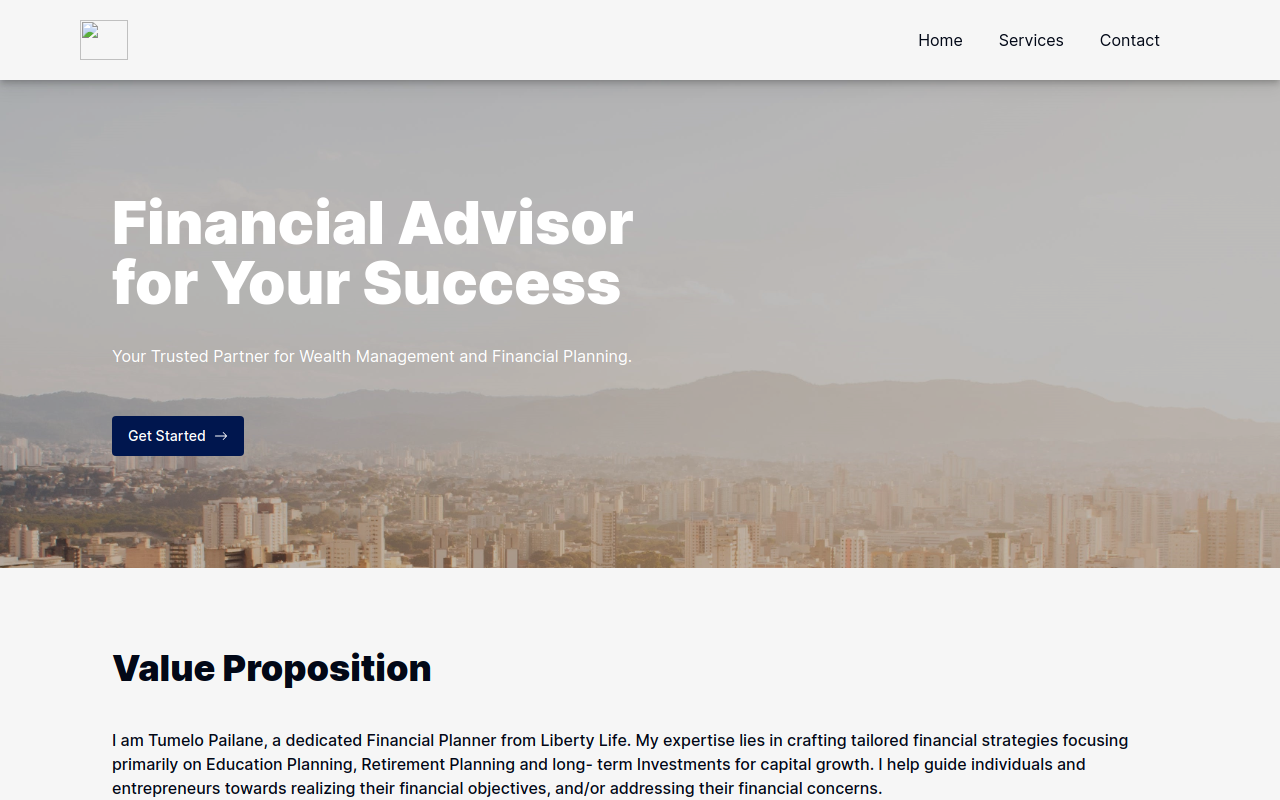 Home Services Contact
Financial Advisor
for Your Success
Your Trusted Partner for Wealth Management and Financial Planning.
Get Started →
Value Proposition
I am Tumelo Pailane, a dedicated Financial Planner from Liberty Life. My expertise lies in crafting tailored financial strategies focusing
primarily on Education Planning, Retirement Planning and long- term Investments for capital growth. I help guide individuals and
entrepreneurs towards realizing their financial objectives, and/or addressing their financial concerns.